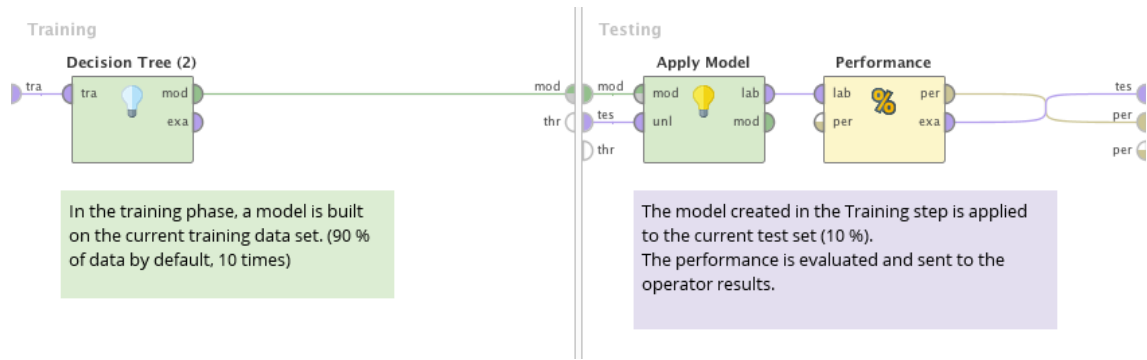 Training
Testing
Decision Tree (2)
tra
tra
mod
exa
mod
thr
Apply Model
mod
tes
thr
mod
unl
lab
mod
Performance
lab
per
per
exa
%
tes
per
per
In the training phase, a model is built
on the current training data set. (90 %
of data by default, 10 times)
The model created in the Training step is applied
to the current test set (10 %).
The performance is evaluated and sent to the
operator results.